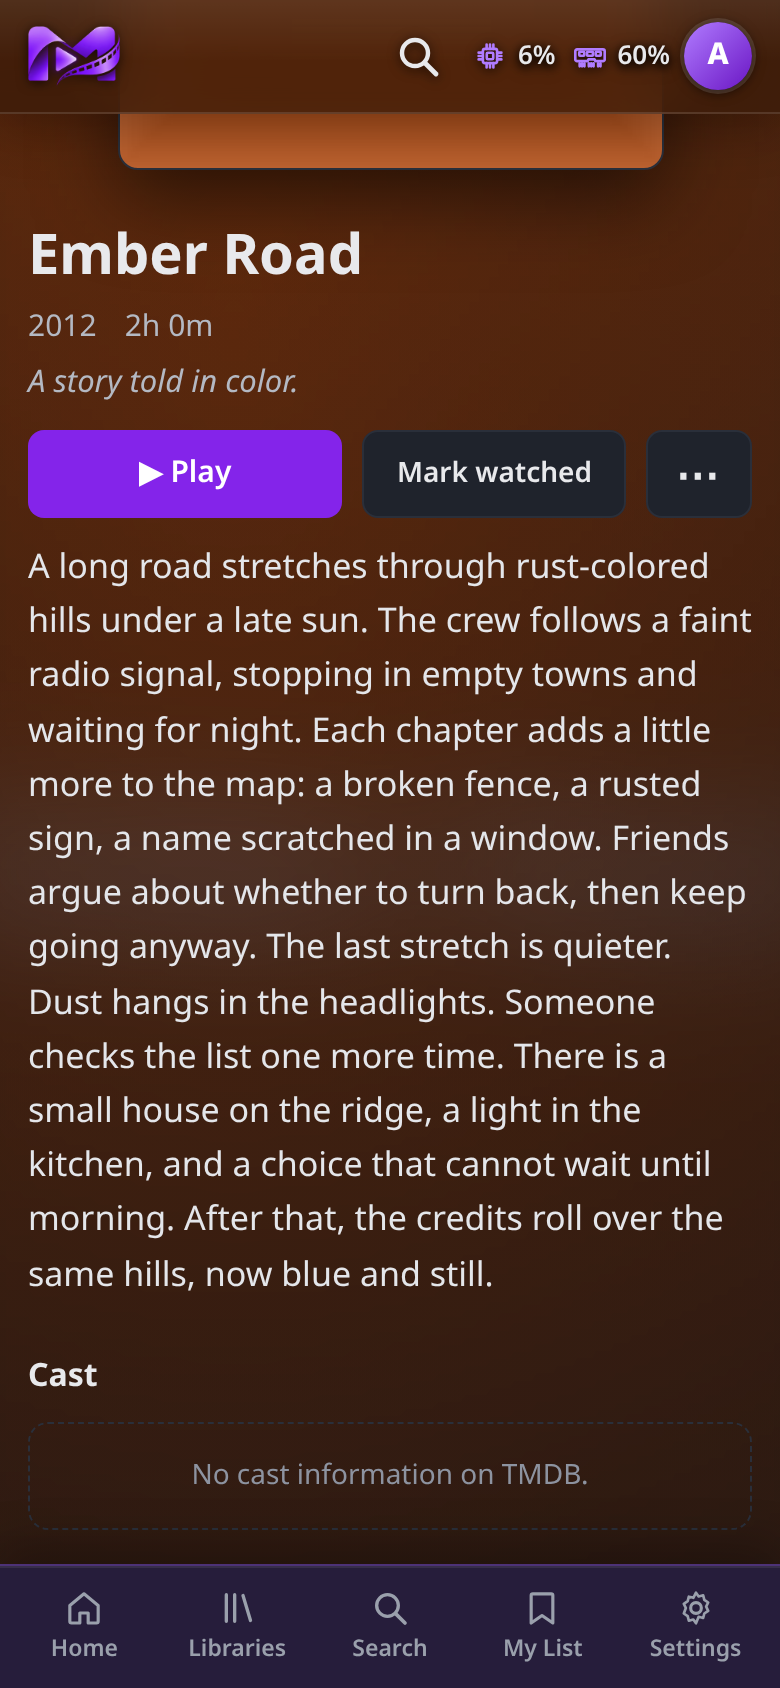 6% 60% A
Ember Road
2012 2h 0m
A story told in color.
▶ Play Mark watched ...
A long road stretches through rust-colored
hills under a late sun. The crew follows a faint
radio signal, stopping in empty towns and
waiting for night. Each chapter adds a little
more to the map: a broken fence, a rusted
sign, a name scratched in a window. Friends
argue about whether to turn back, then keep
going anyway. The last stretch is quieter.
Dust hangs in the headlights. Someone
checks the list one more time. There is a
small house on the ridge, a light in the
kitchen, and a choice that cannot wait until
morning. After that, the credits roll over the
same hills, now blue and still.
Cast
No cast information on TMDB.
Home Libraries Search My List Settings